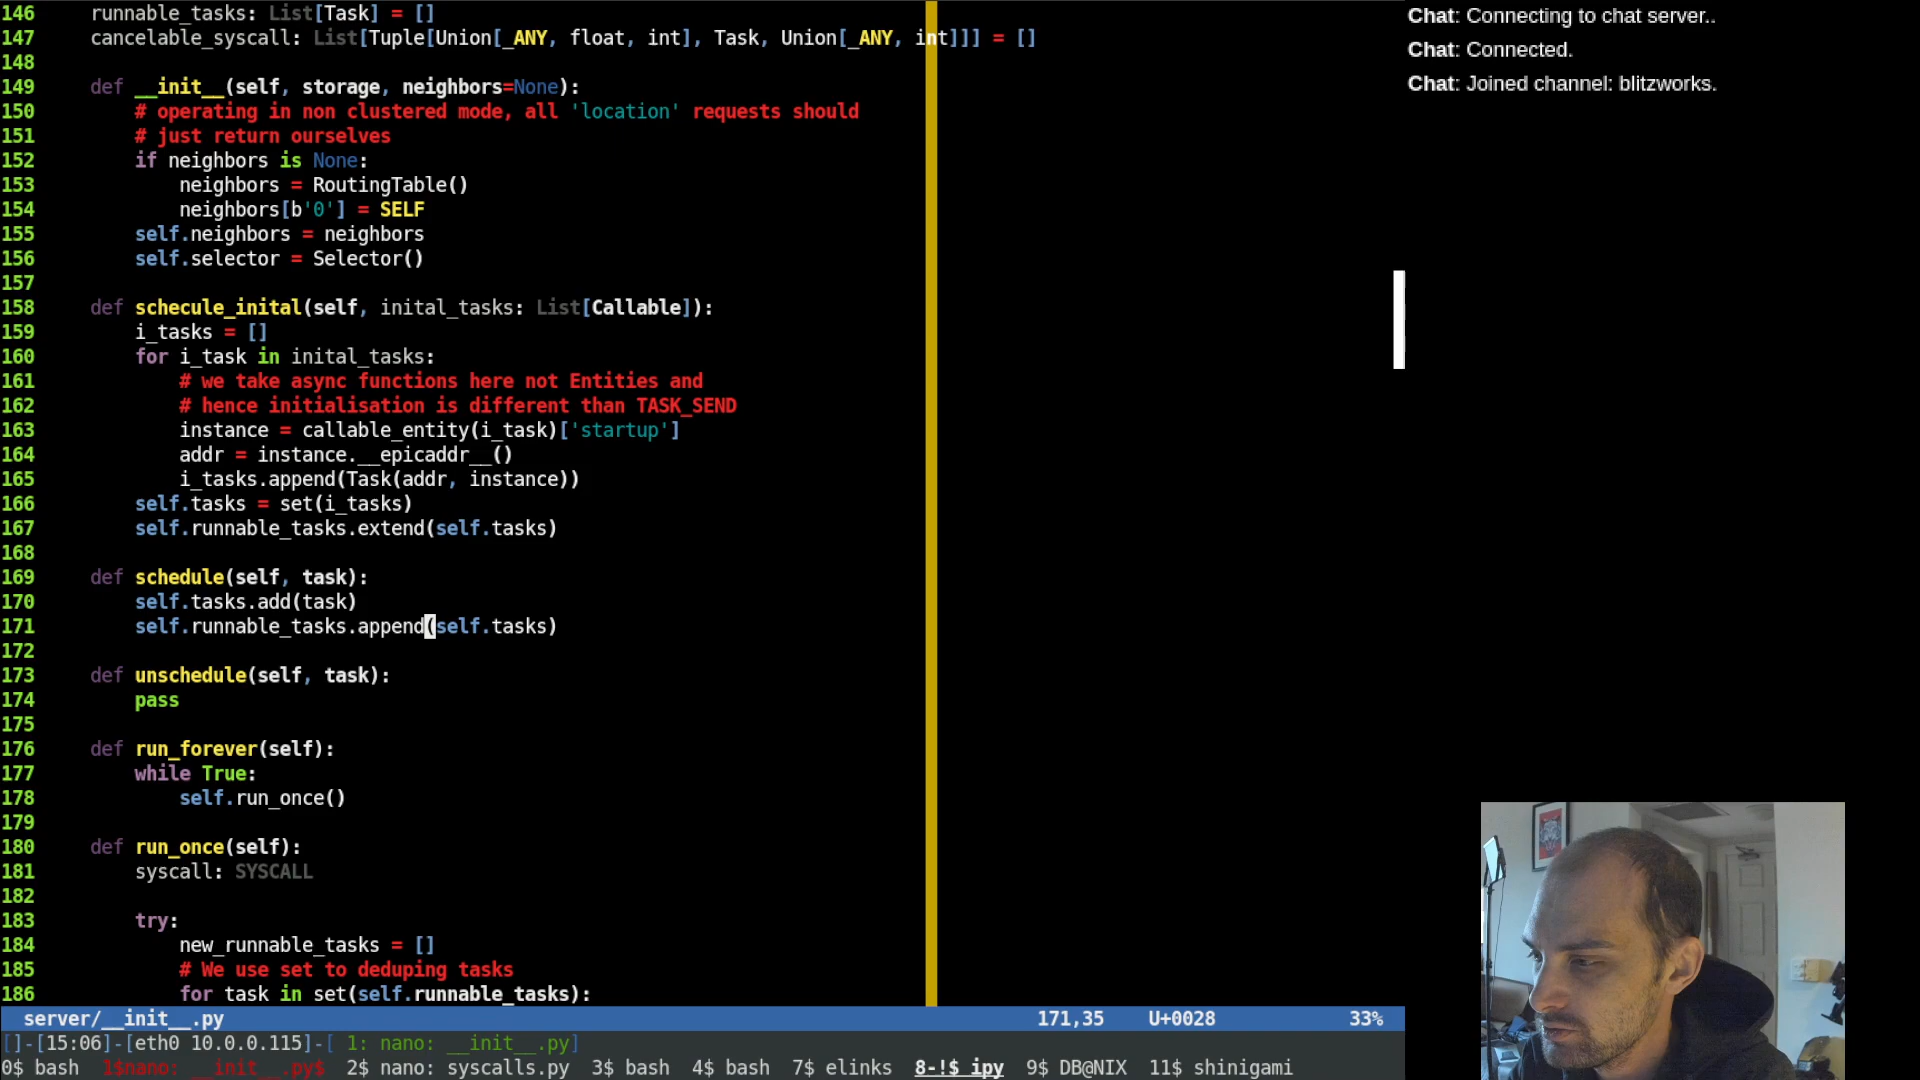 146     runnable_tasks: List[Task] = []
147     cancelable_syscall: List[Tuple[Union[_ANY, float, int], Task, Union[_ANY, int]]] = []
148
149     def __init__(self, storage, neighbors=None):
150         # operating in non clustered mode, all 'location' requests should
151         # just return ourselves
152         if neighbors is None:
153             neighbors = RoutingTable()
154             neighbors[b'0'] = SELF
155         self.neighbors = neighbors
156         self.selector = Selector()
157
158     def schecule_inital(self, inital_tasks: List[Callable]):
159         i_tasks = []
160         for i_task in inital_tasks:
161             # we take async functions here not Entities and
162             # hence initialisation is different than TASK_SEND
163             instance = callable_entity(i_task)['startup']
164             addr = instance.__epicaddr__()
165             i_tasks.append(Task(addr, instance))
166         self.tasks = set(i_tasks)
167         self.runnable_tasks.extend(self.tasks)
168
169     def schedule(self, task):
170         self.tasks.add(task)
171         self.runnable_tasks.append(self.tasks)
172
173     def unschedule(self, task):
174         pass
175
176     def run_forever(self):
177         while True:
178             self.run_once()
179
180     def run_once(self):
181         syscall: SYSCALL
182
183         try:
184             new_runnable_tasks = []
185             # We use set to deduping tasks
186             for task in set(self.runnable_tasks):
server/__init__.py 171,35 U+0028 33%
[]-[15:06]-[eth0 10.0.0.115]-[ 1: nano: __init__.py]
0$ bash 1$nano: __init__.py$ 2$ nano: syscalls.py 3$ bash 4$ bash 7$ elinks 8-!$ ipy 9$ DB@NIX 11$ shinigami
Chat: Connecting to chat server..
Chat: Connected.
Chat: Joined channel: blitzworks.